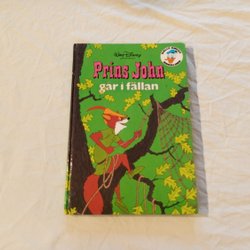 WALT DISNEY
Prins John
går i fällan